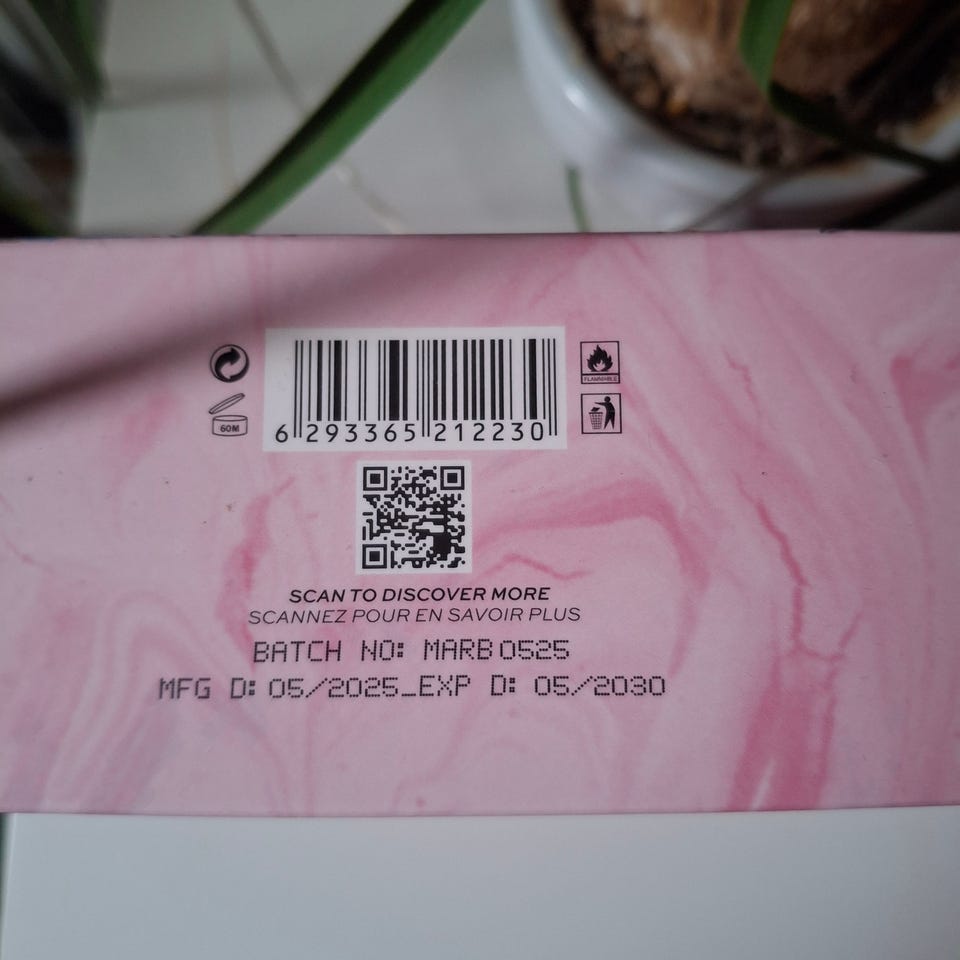 FLAMMABLE
60M
6 293365 212230
SCAN TO DISCOVER MORE
SCANNEZ POUR EN SAVOIR PLUS
BATCH NO: MARB0525
MFG D: 05/2025_EXP D: 05/2030